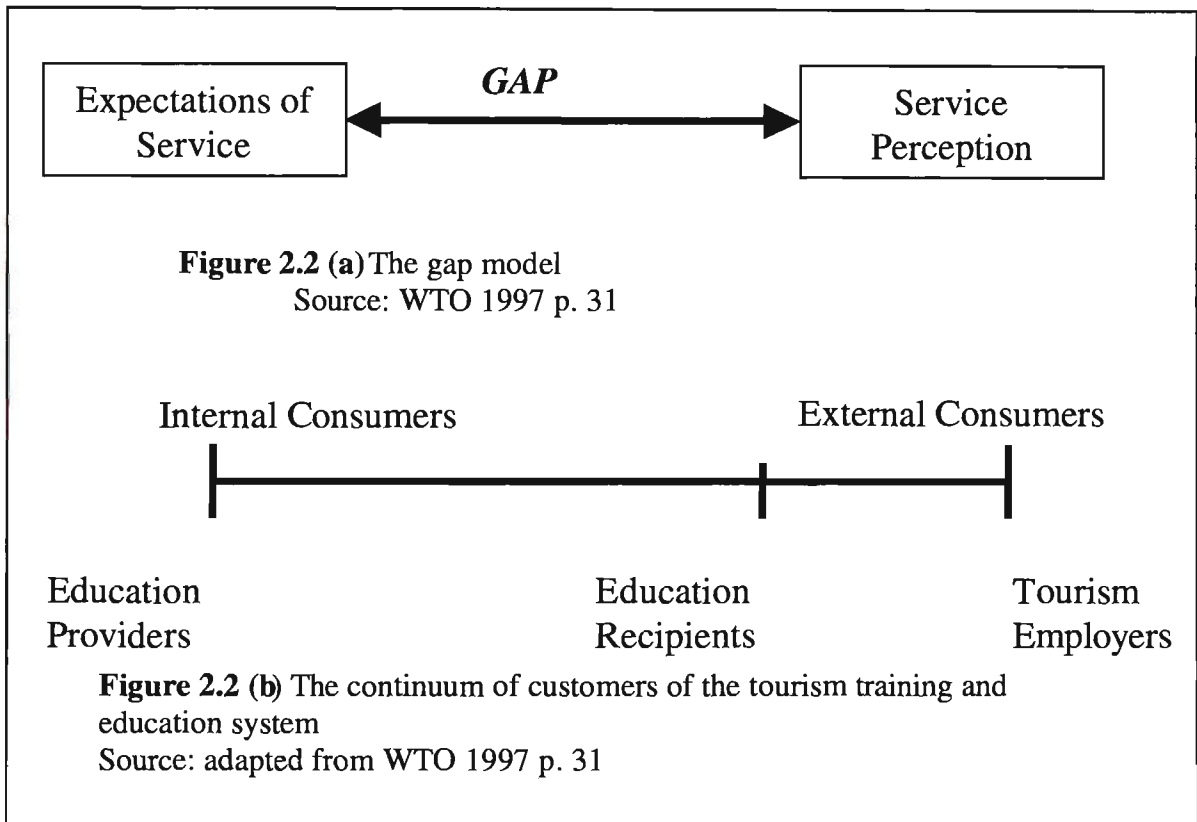 GAP
Expectations of
Service
Service
Perception
Figure 2.2 (a) The gap model
Source: WTO 1997 p. 31
Internal Consumers
External Consumers
Education
Providers
Education
Recipients
Tourism
Employers
Figure 2.2 (b) The continuum of customers of the tourism training and
education system
Source: adapted from WTO 1997 p. 31